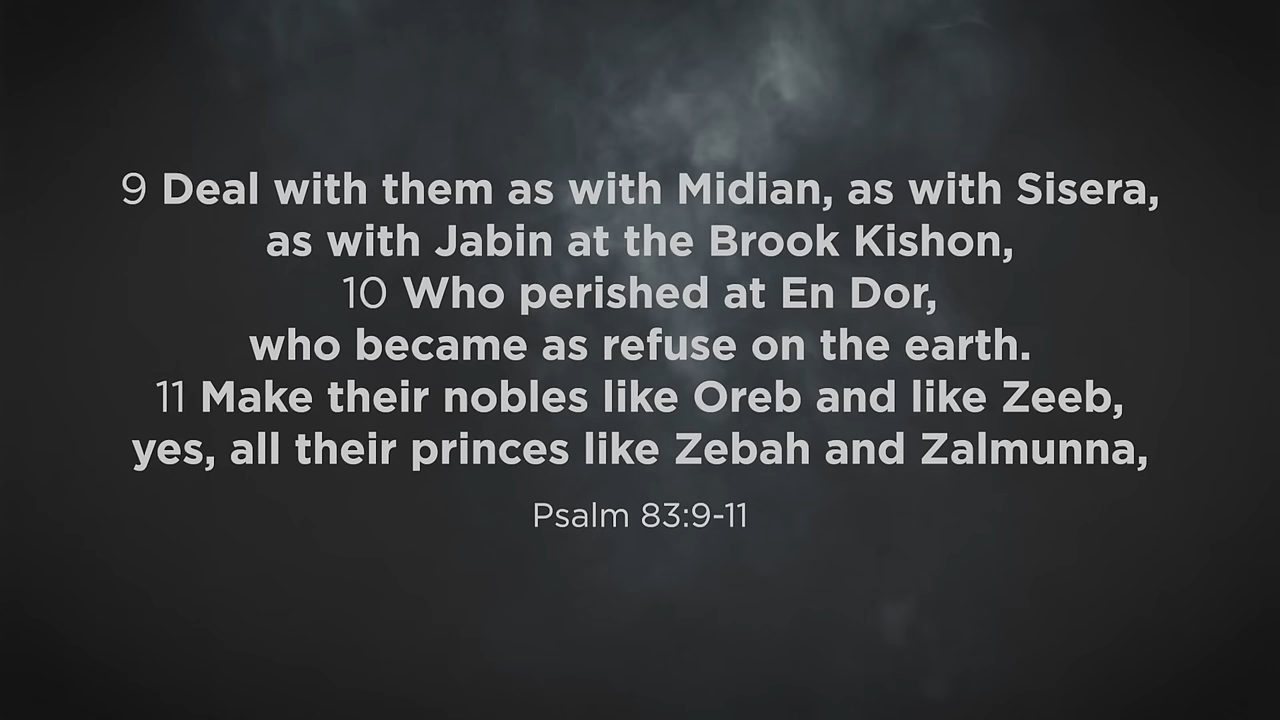 9 Deal with them as with Midian, as with Sisera,
as with Jabin at the Brook Kishon,
10 Who perished at En Dor,
who became as refuse on the earth.
11 Make their nobles like Oreb and like Zeeb,
yes, all their princes like Zebah and Zalmunna,
Psalm 83:9-11